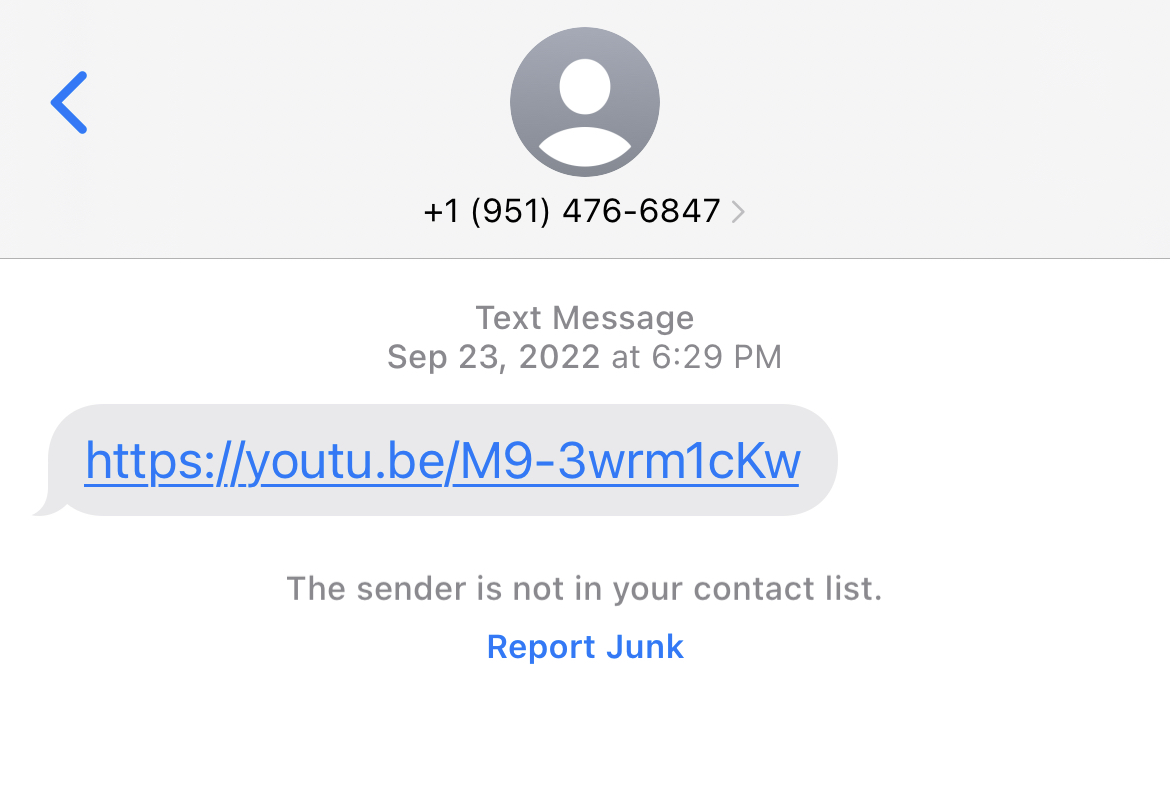 +1 (951) 476-6847
Text Message
Sep 23, 2022 at 6:29 PM
https://youtu.be/M9-3wrm1cKw
The sender is not in your contact list.
Report Junk